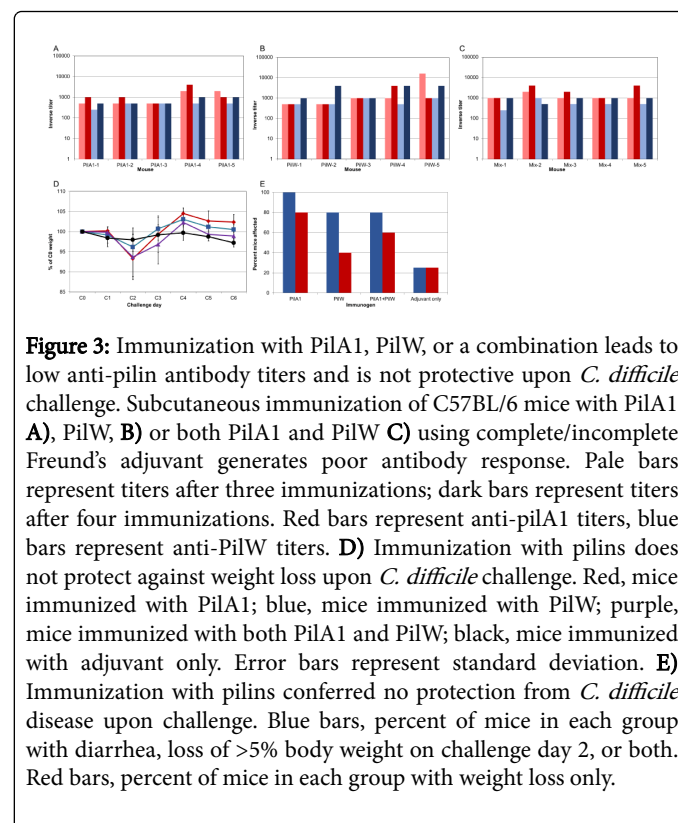 A
B
C
100000
10000
1000
100
10
1
Inverse titer
PilA1-1 PilA1-2 PilA1-3 PilA1-4 PilA1-5
Mouse
100000
10000
1000
100
10
1
Inverse titer
PilW-1 PilW-2 PilW-3 PilW-4 PilW-5
Mouse
100000
10000
1000
100
10
1
Inverse titer
Mix-1 Mix-2 Mix-3 Mix-4 Mix-5
Mouse
D
E
110
105
100
95
90
85
% of C0 weight
C0 C1 C2 C3 C4 C5 C6
Challenge day
100
80
60
40
20
0
Percent mice affected
PilA1 PilW PilA1+PilW Adjuvant only
Immunogen
Figure 3: Immunization with PilA1, PilW, or a combination leads to
low anti-pilin antibody titers and is not protective upon C. difficile
challenge. Subcutaneous immunization of C57BL/6 mice with PilA1
A), PilW, B) or both PilA1 and PilW C) using complete/incomplete
Freund's adjuvant generates poor antibody response. Pale bars
represent titers after three immunizations; dark bars represent titers
after four immunizations. Red bars represent anti-pilA1 titers, blue
bars represent anti-PilW titers. D) Immunization with pilins does
not protect against weight loss upon C. difficile challenge. Red, mice
immunized with PilA1; blue, mice immunized with PilW; purple,
mice immunized with both PilA1 and PilW; black, mice immunized
with adjuvant only. Error bars represent standard deviation. E)
Immunization with pilins conferred no protection from C. difficile
disease upon challenge. Blue bars, percent of mice in each group
with diarrhea, loss of >5% body weight on challenge day 2, or both.
Red bars, percent of mice in each group with weight loss only.